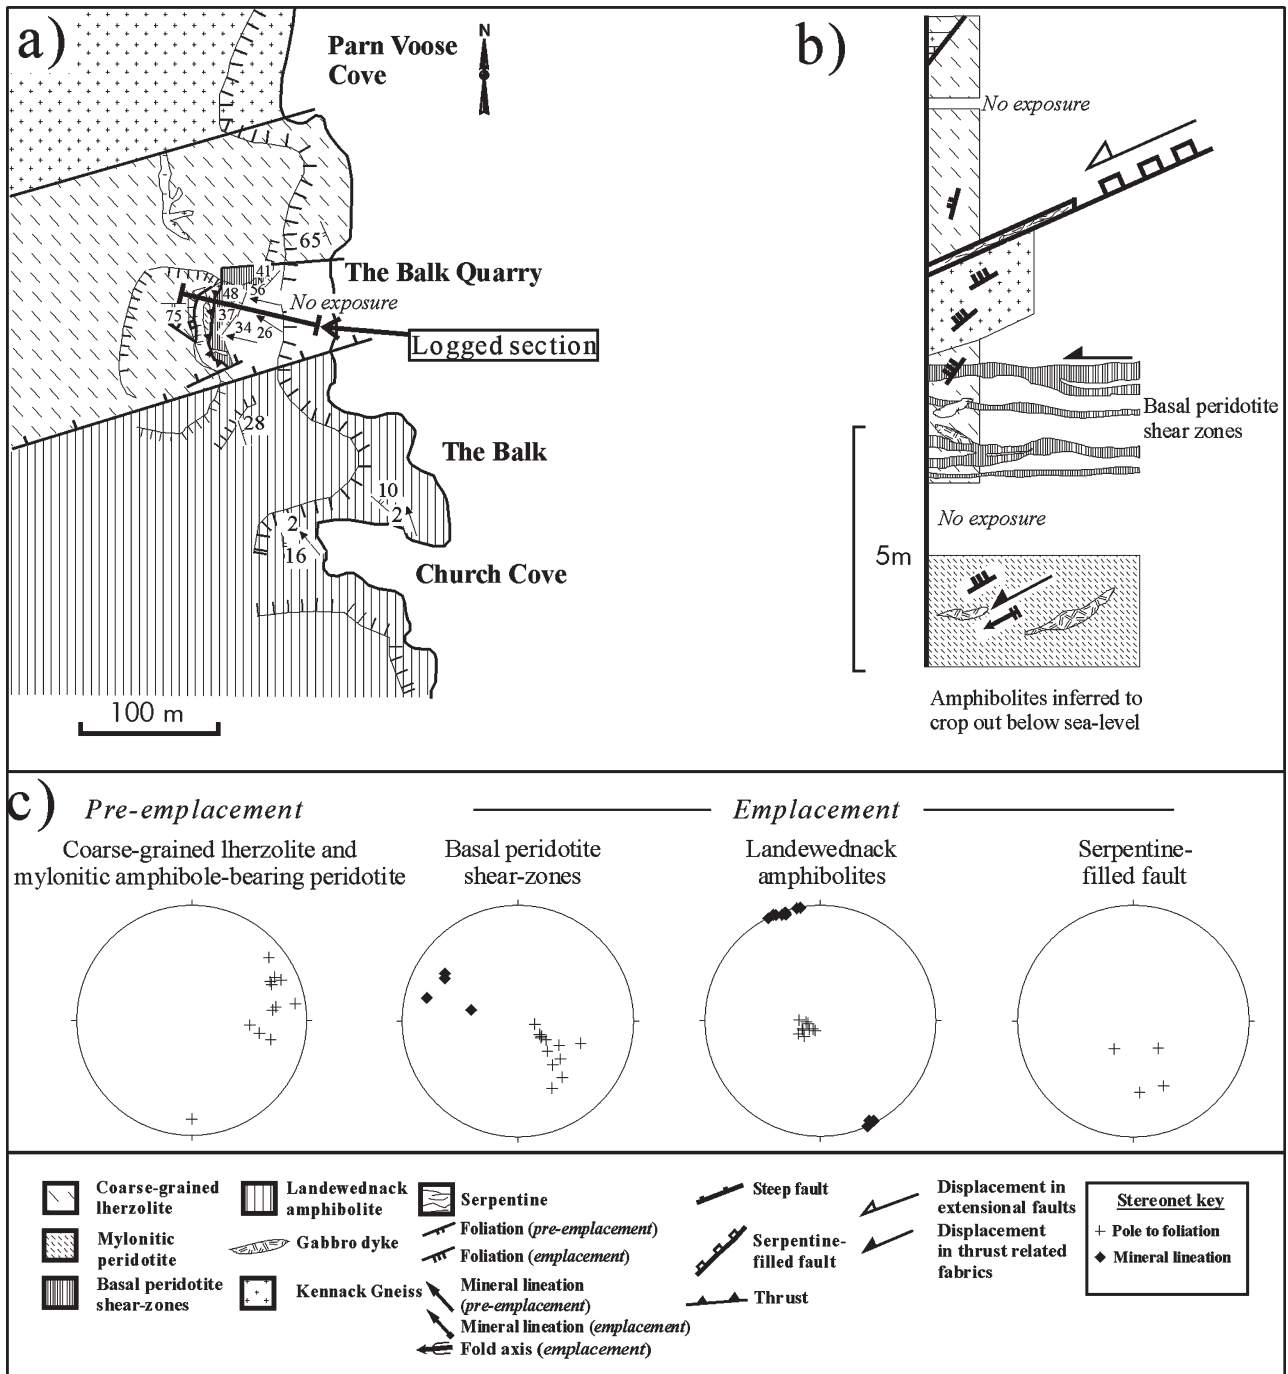 a)
Parn Voose
Cove
N
65
The Balk Quarry
41
48
56
No exposure
75
37
34
26
Logged section
28
The Balk
10
2
2
16
Church Cove
100 m
b)
No exposure
Basal peridotite
shear zones
No exposure
5m
Amphibolites inferred to
crop out below sea-level
c)
Pre-emplacement
Emplacement
Coarse-grained lherzolite and
mylonitic amphibole-bearing peridotite
Basal peridotite
shear-zones
Landewednack
amphibolites
Serpentine-
filled fault
Coarse-grained
lherzolite
Mylonitic
peridotite
Basal peridotite
shear-zones
Landewednack
amphibolite
Gabbro dyke
Kennack Gneiss
Serpentine
Foliation (pre-emplacement)
Foliation (emplacement)
Mineral lineation
(pre-emplacement)
Mineral lineation (emplacement)
Fold axis (emplacement)
Steep fault
Serpentine-
filled fault
Thrust
Displacement in
extensional faults
Displacement
in thrust related
fabrics
Stereonet key
Pole to foliation
Mineral lineation